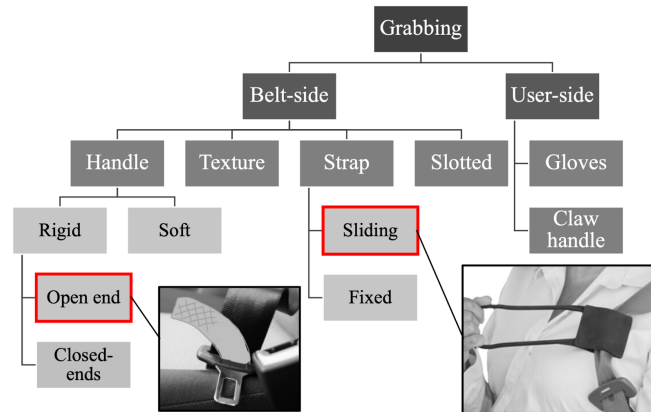 Grabbing
Belt-side
User-side
Handle
Texture
Strap
Slotted
Gloves
Rigid
Soft
Sliding
Claw
handle
Open end
Fixed
Closed-
ends